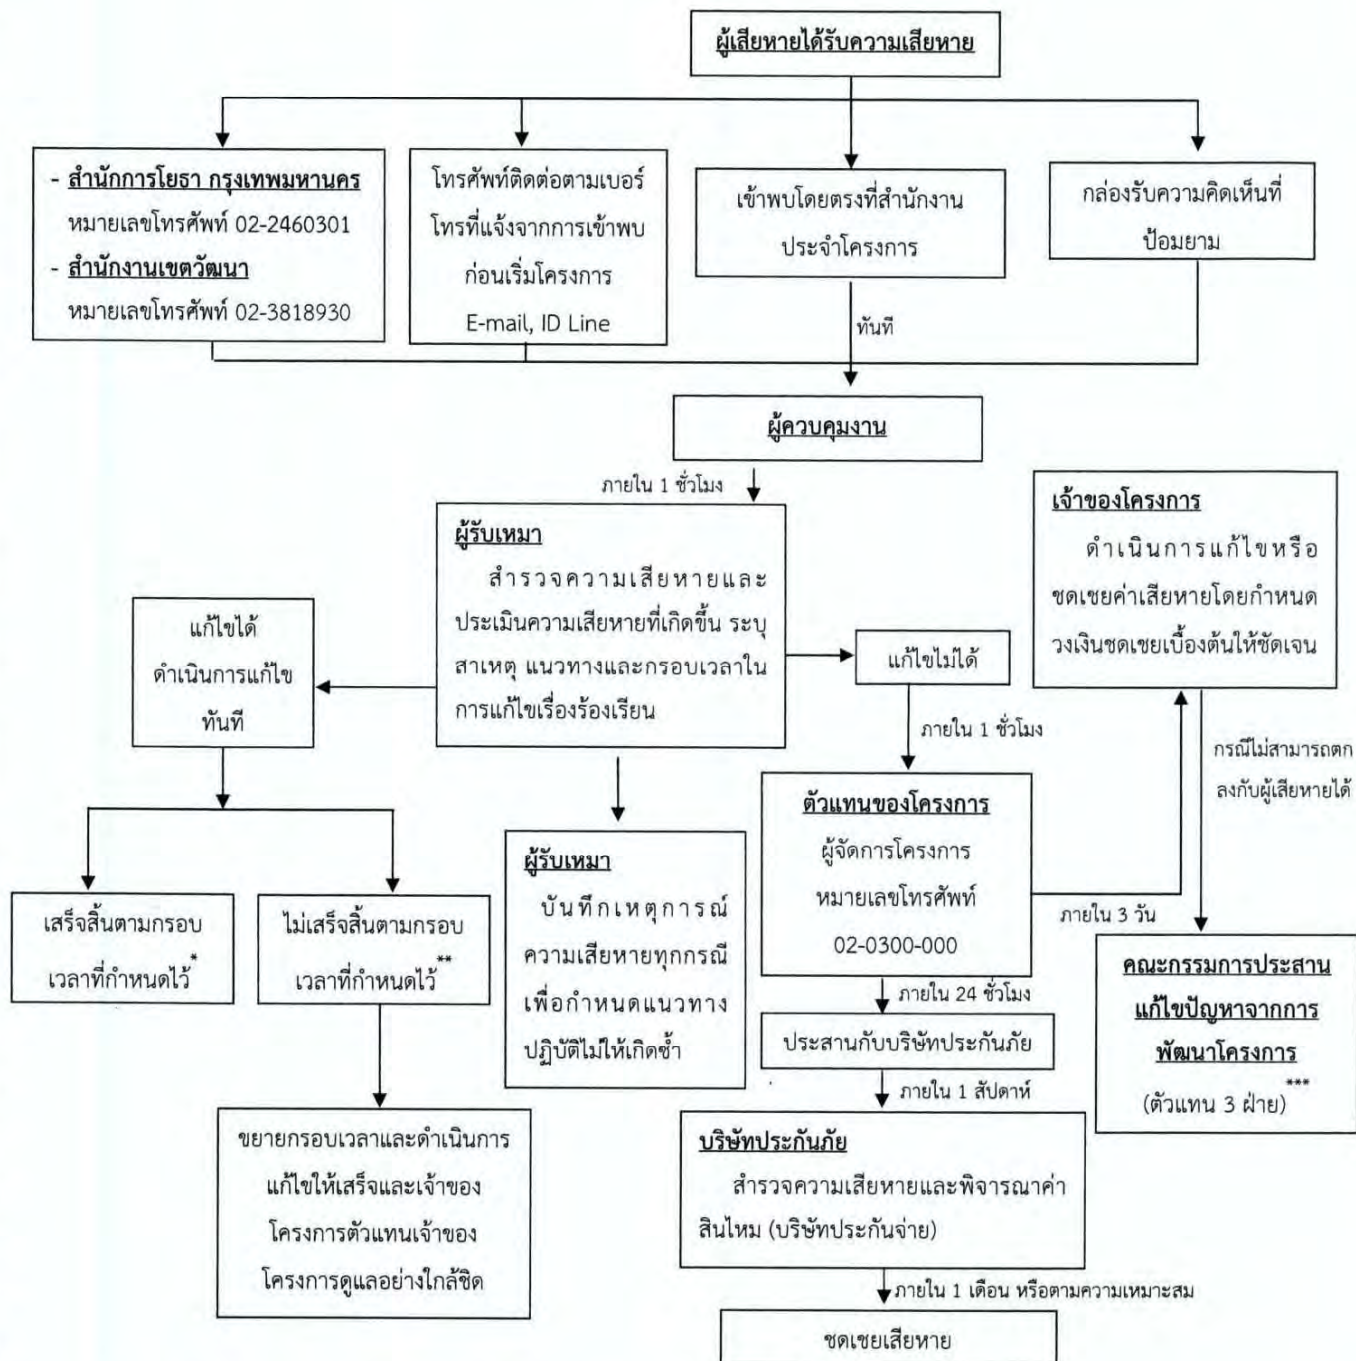 ผู้เสียหายได้รับความเสียหาย
- สำนักการโยธา กรุงเทพมหานคร
หมายเลขโทรศัพท์ 02-2460301
- สำนักงานเขตวัฒนา
หมายเลขโทรศัพท์ 02-3818930
โทรศัพท์ติดต่อตามเบอร์
โทรที่แจ้งจากการเข้าพบ
ก่อนเริ่มโครงการ
E-mail, ID Line
เข้าพบโดยตรงที่สำนักงาน
ประจำโครงการ
กล่องรับความคิดเห็นที่
ป้อมยาม
ทันที
ผู้ควบคุมงาน
ภายใน 1 ชั่วโมง
ผู้รับเหมา
สำรวจความเสียหายและ
ประเมินความเสียหายที่เกิดขึ้น ระบุ
สาเหตุ แนวทางและกรอบเวลาใน
การแก้ไขเรื่องร้องเรียน
แก้ไขได้
ดำเนินการแก้ไข
ทันที
แก้ไขไม่ได้
เจ้าของโครงการ
ดำเนินการแก้ไขหรือ
ชดเชยค่าเสียหายโดยกำหนด
วงเงินชดเชยเบื้องต้นให้ชัดเจน
ภายใน 1 ชั่วโมง
กรณีไม่สามารถตก
ลงกับผู้เสียหายได้
ตัวแทนของโครงการ
ผู้จัดการโครงการ
หมายเลขโทรศัพท์
02-0300-000
ภายใน 3 วัน
ผู้รับเหมา
บันทึกเหตุการณ์
ความเสียหายทุกกรณี
เพื่อกำหนดแนวทาง
ปฏิบัติไม่ให้เกิดซ้ำ
เสร็จสิ้นตามกรอบ
เวลาที่กำหนดไว้*
ไม่เสร็จสิ้นตามกรอบ
เวลาที่กำหนดไว้**
คณะกรรมการประสาน
แก้ไขปัญหาจากการ
พัฒนาโครงการ
(ตัวแทน 3 ฝ่าย)***
ภายใน 24 ชั่วโมง
ประสานกับบริษัทประกันภัย
ภายใน 1 สัปดาห์
ขยายกรอบเวลาและดำเนินการ
แก้ไขให้เสร็จและเจ้าของ
โครงการตัวแทนเจ้าของ
โครงการดูแลอย่างใกล้ชิด
บริษัทประกันภัย
สำรวจความเสียหายและพิจารณาค่า
สินไหม (บริษัทประกันจ่าย)
ภายใน 1 เดือน หรือตามความเหมาะสม
ชดเชยเสียหาย